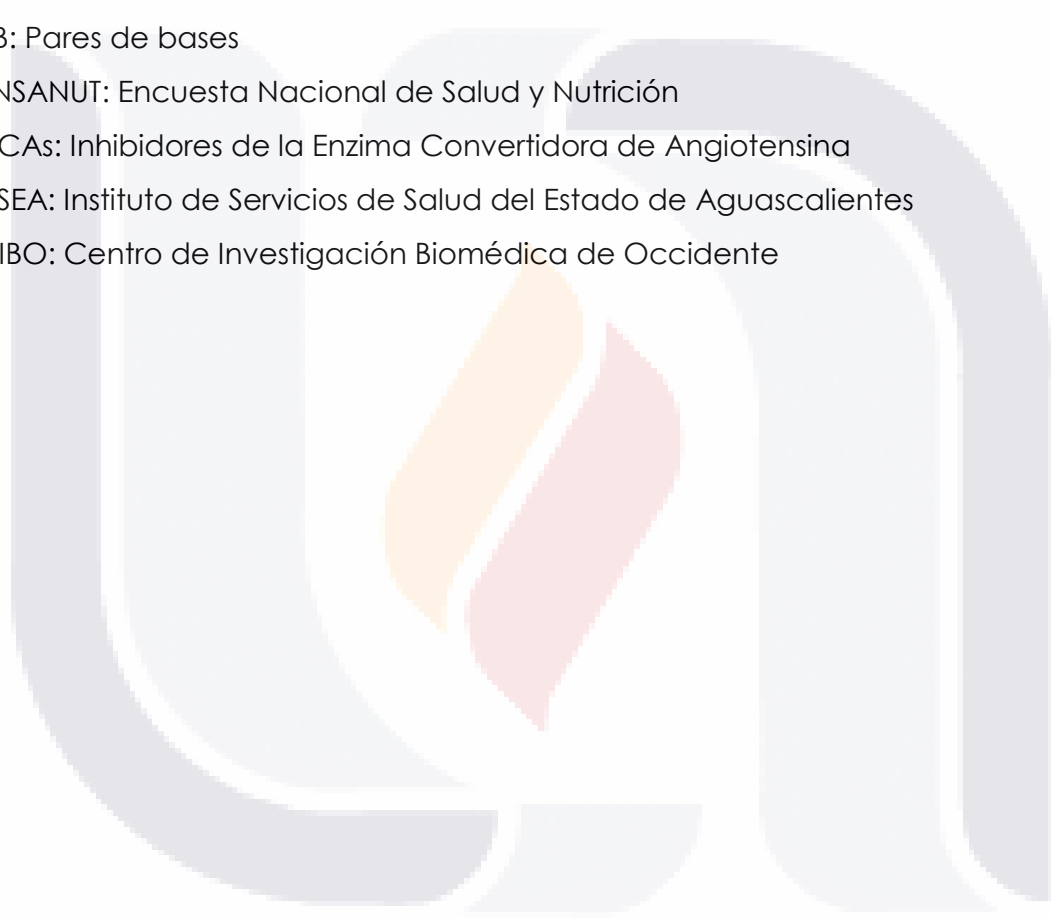 B: Pares de bases
NSANUT: Encuesta Nacional de Salud y Nutrición
CAs: Inhibidores de la Enzima Convertidora de Angiotensina
SEA: Instituto de Servicios de Salud del Estado de Aguascalientes
IBO: Centro de Investigación Biomédica de Occidente